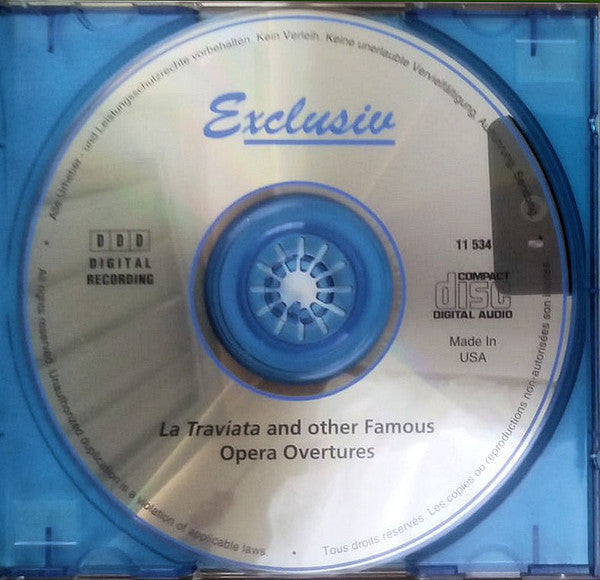 Alle Urheber - und Leistungsschutzrechte vorbehalten. Kein Verleih. Keine unerlaubte Vervielfältigung,
Exclusiv
DDD
DIGITAL
RECORDING
11 534
COMPACT
disc
DIGITAL AUDIO
Made In
USA
La Traviata and other Famous
Opera Overtures
All rights reserved. Unauthorized duplication is a violation of applicable laws.
Tous droits réservés. Les copies ou reproductions non-autorisées son